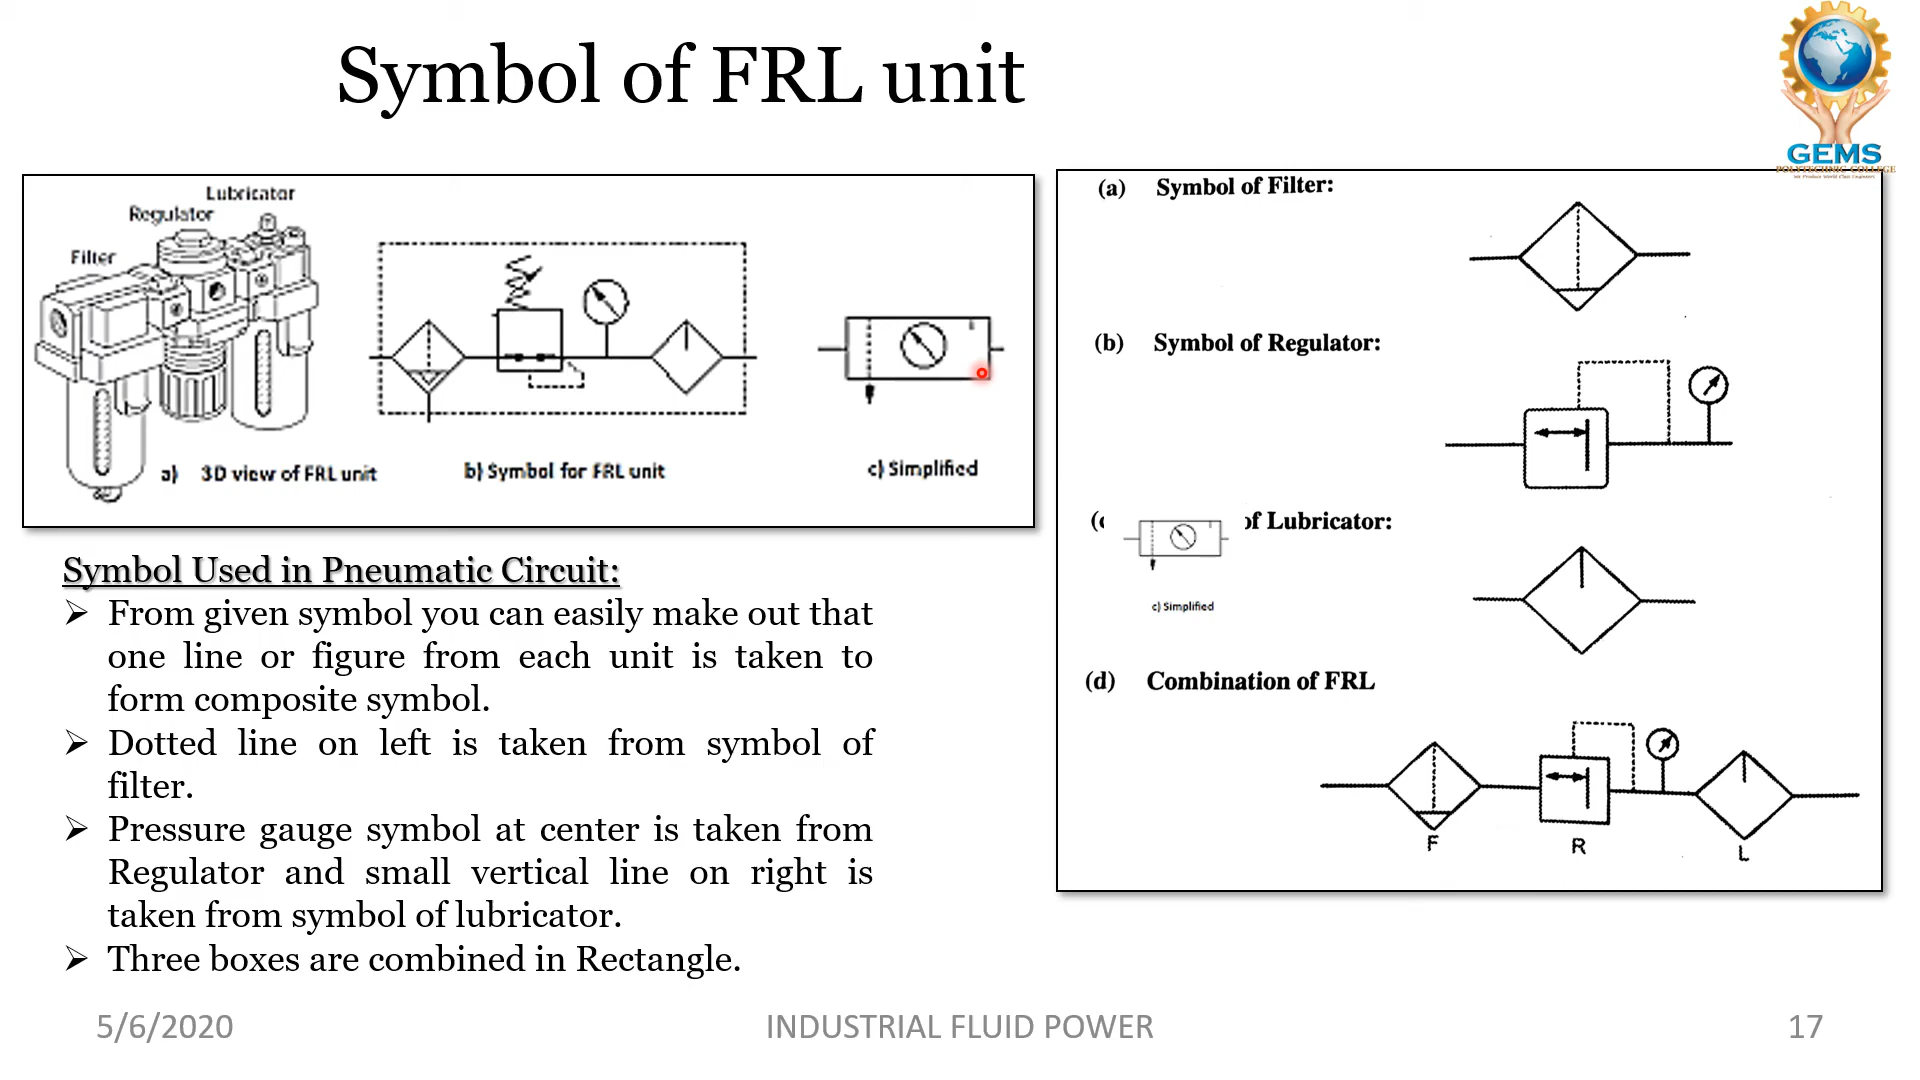 Symbol of FRL unit
GEMS
POLYTECHNIC COLLEGE
Lubricator
Regulator
Filter
a) 3D view of FRL unit
b) Symbol for FRL unit
c) Simplified
(a) Symbol of Filter:
(b) Symbol of Regulator:
of Lubricator:
c) Simplified
(d) Combination of FRL
F
R
L
Symbol Used in Pneumatic Circuit:
➢ From given symbol you can easily make out that
one line or figure from each unit is taken to
form composite symbol.
➢ Dotted line on left is taken from symbol of
filter.
➢ Pressure gauge symbol at center is taken from
Regulator and small vertical line on right is
taken from symbol of lubricator.
➢ Three boxes are combined in Rectangle.
5/6/2020
INDUSTRIAL FLUID POWER
17